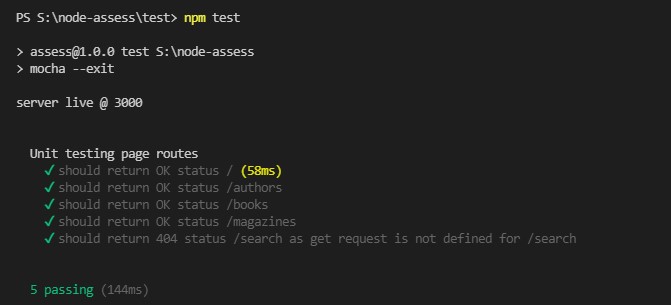 PS S:\node-assess\test> npm test
> assess@1.0.0 test S:\node-assess
> mocha --exit
server live @ 3000
Unit testing page routes
✓ should return OK status / (58ms)
✓ should return OK status /authors
✓ should return OK status /books
✓ should return OK status /magazines
✓ should return 404 status /search as get request is not defined for /search
5 passing (144ms)